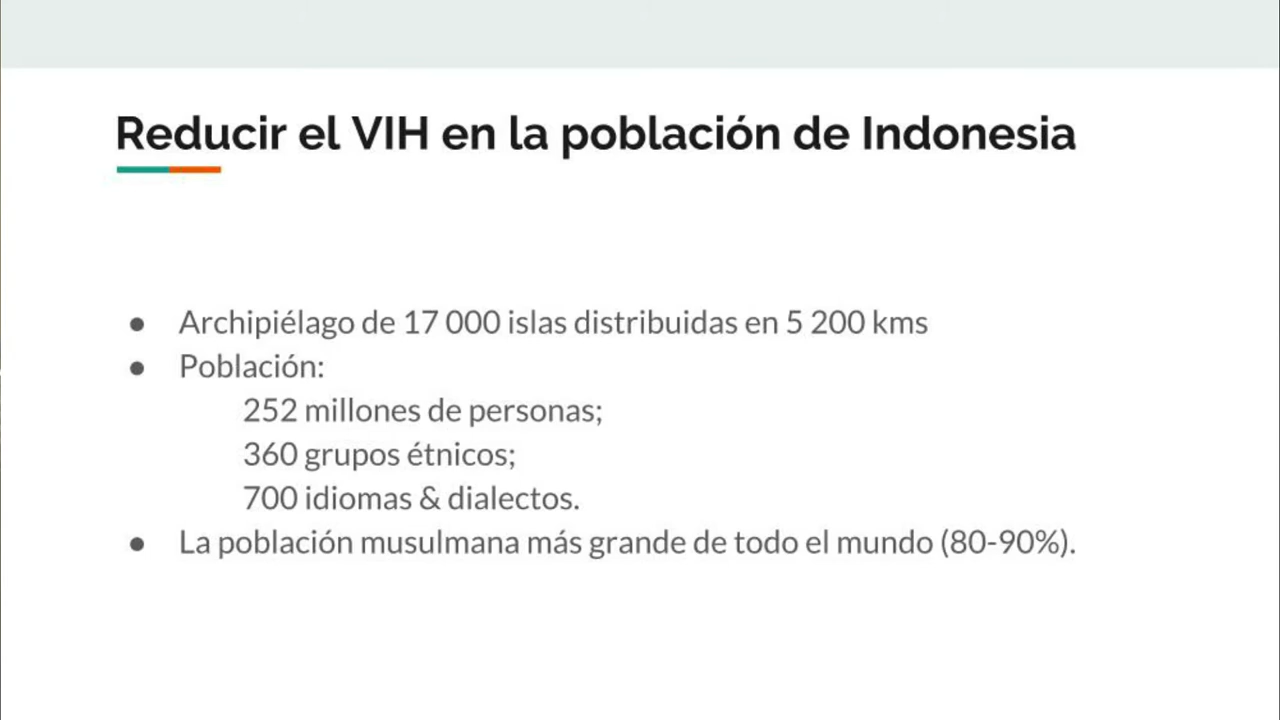 Reducir el VIH en la población de Indonesia
● Archipiélago de 17 000 islas distribuidas en 5 200 kms
● Población:
252 millones de personas;
360 grupos étnicos;
700 idiomas & dialectos.
● La población musulmana más grande de todo el mundo (80-90%).